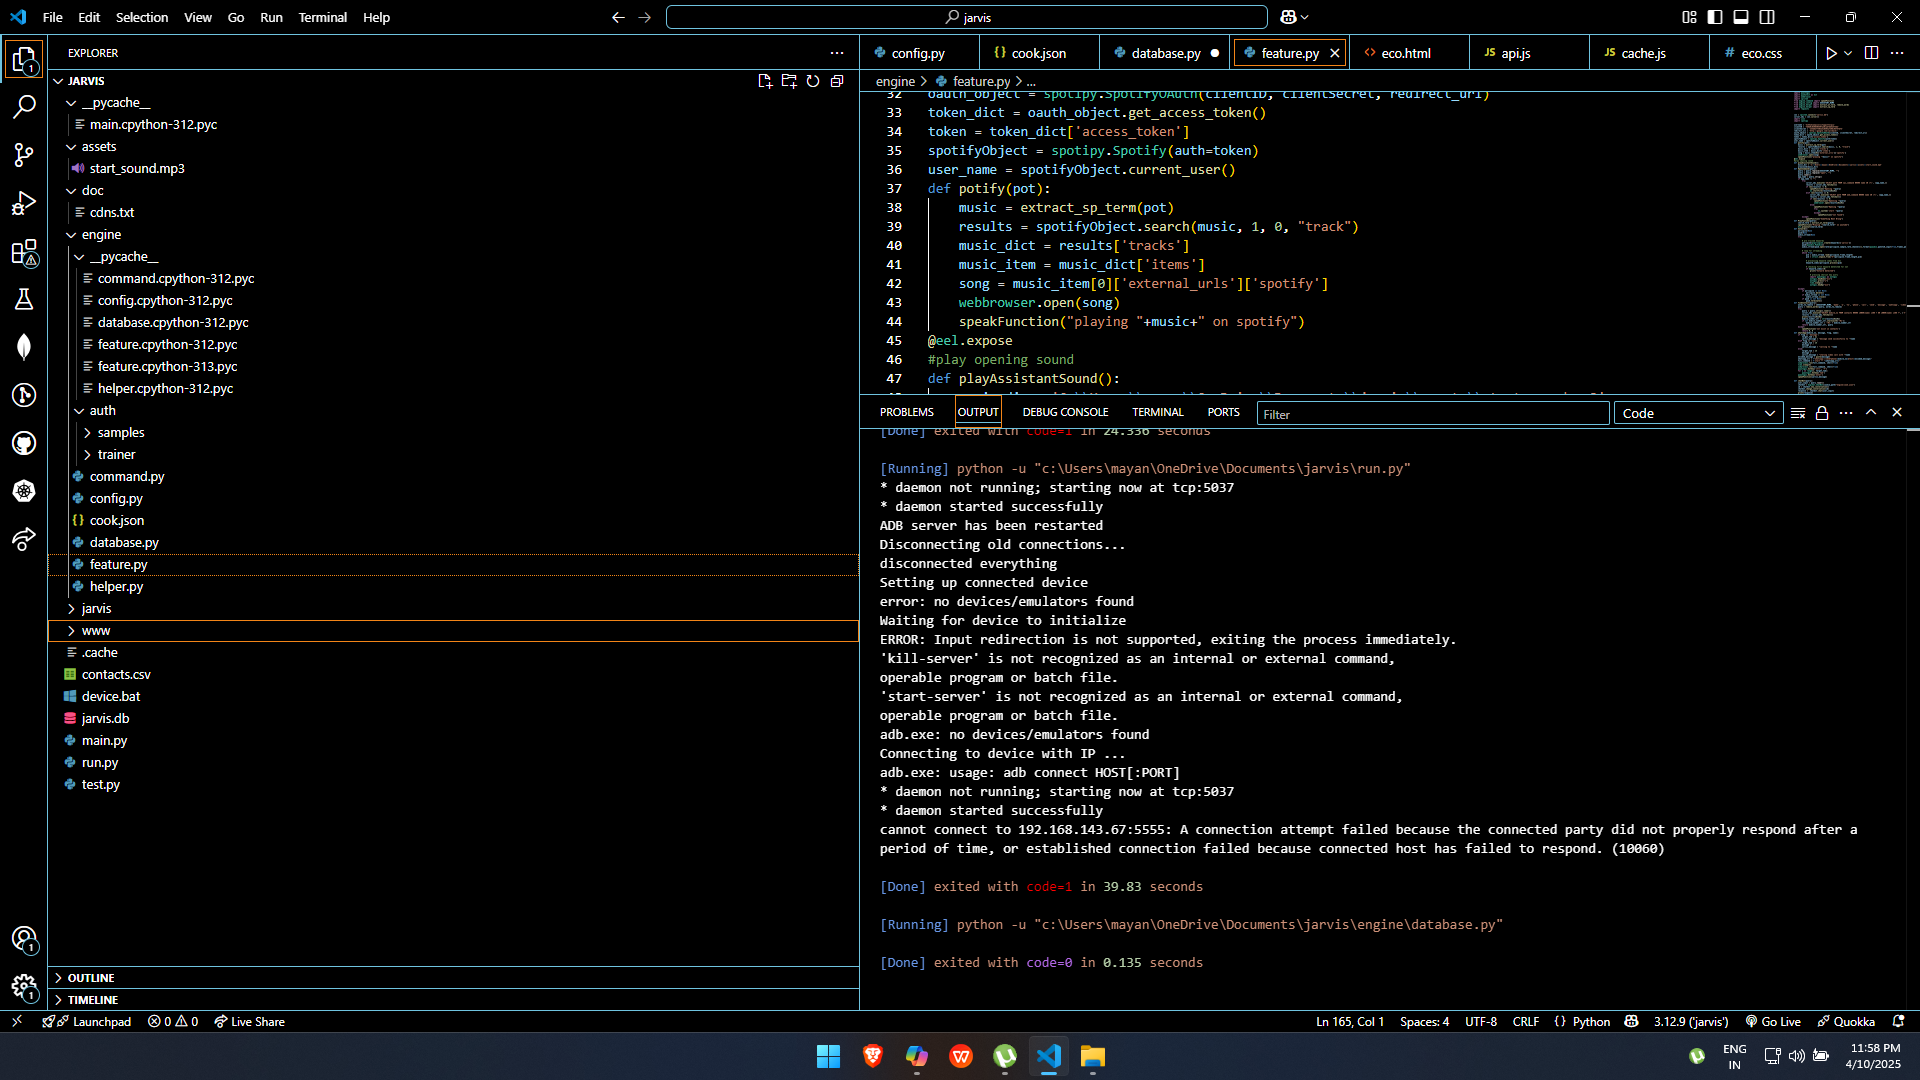 File Edit Selection View Go Run Terminal Help
jarvis
EXPLORER
JARVIS
__pycache__
main.cpython-312.pyc
assets
start_sound.mp3
doc
cdns.txt
engine
__pycache__
command.cpython-312.pyc
config.cpython-312.pyc
database.cpython-312.pyc
feature.cpython-312.pyc
feature.cpython-313.pyc
helper.cpython-312.pyc
auth
samples
trainer
command.py
config.py
cook.json
database.py
feature.py
helper.py
jarvis
www
.cache
contacts.csv
device.bat
jarvis.db
main.py
run.py
test.py
OUTLINE
TIMELINE
config.py cook.json database.py feature.py eco.html api.js cache.js eco.css
engine > feature.py > ...
32 oauth_object = spotipy.SpotifyOAuth(clientID, clientSecret, redirect_uri)
33 token_dict = oauth_object.get_access_token()
34 token = token_dict['access_token']
35 spotifyObject = spotipy.Spotify(auth=token)
36 user_name = spotifyObject.current_user()
37 def potify(pot):
38 music = extract_sp_term(pot)
39 results = spotifyObject.search(music, 1, 0, "track")
40 music_dict = results['tracks']
41 music_item = music_dict['items']
42 song = music_item[0]['external_urls']['spotify']
43 webbrowser.open(song)
44 speakFunction("playing "+music+" on spotify")
45 @eel.expose
46 #play opening sound
47 def playAssistantSound():
PROBLEMS OUTPUT DEBUG CONSOLE TERMINAL PORTS Filter Code
[Done] exited with code=1 in 24.336 seconds
[Running] python -u "c:\Users\mayan\OneDrive\Documents\jarvis\run.py"
* daemon not running; starting now at tcp:5037
* daemon started successfully
ADB server has been restarted
Disconnecting old connections...
disconnected everything
Setting up connected device
error: no devices/emulators found
Waiting for device to initialize
ERROR: Input redirection is not supported, exiting the process immediately.
'kill-server' is not recognized as an internal or external command,
operable program or batch file.
'start-server' is not recognized as an internal or external command,
operable program or batch file.
adb.exe: no devices/emulators found
Connecting to device with IP ...
adb.exe: usage: adb connect HOST[:PORT]
* daemon not running; starting now at tcp:5037
* daemon started successfully
cannot connect to 192.168.143.67:5555: A connection attempt failed because the connected party did not properly respond after a
period of time, or established connection failed because connected host has failed to respond. (10060)
[Done] exited with code=1 in 39.83 seconds
[Running] python -u "c:\Users\mayan\OneDrive\Documents\jarvis\engine\database.py"
[Done] exited with code=0 in 0.135 seconds
Launchpad 0 0 Live Share
Ln 165, Col 1 Spaces: 4 UTF-8 CRLF {} Python 3.12.9 ('jarvis') Go Live Quokka
ENG
IN
11:58 PM
4/10/2025